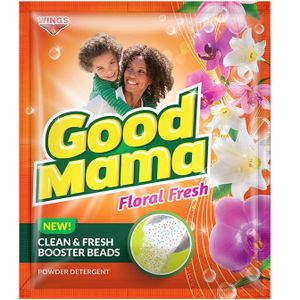 WINGS
Good
Mama
Floral Fresh
NEW!
CLEAN & FRESH
BOOSTER BEADS
POWDER DETERGENT